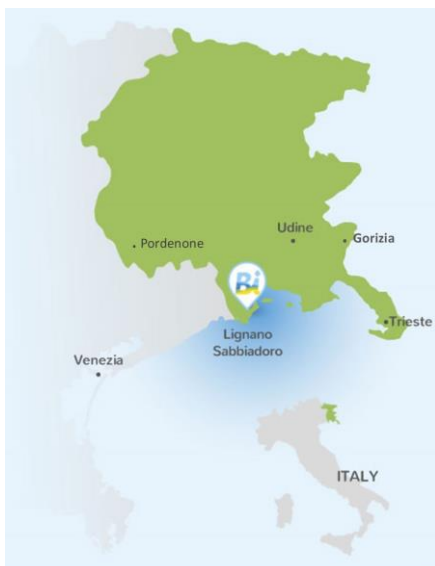 Udine
Pordenone
Gorizia
Bi
Trieste
Lignano
Sabbiadoro
Venezia
ITALY